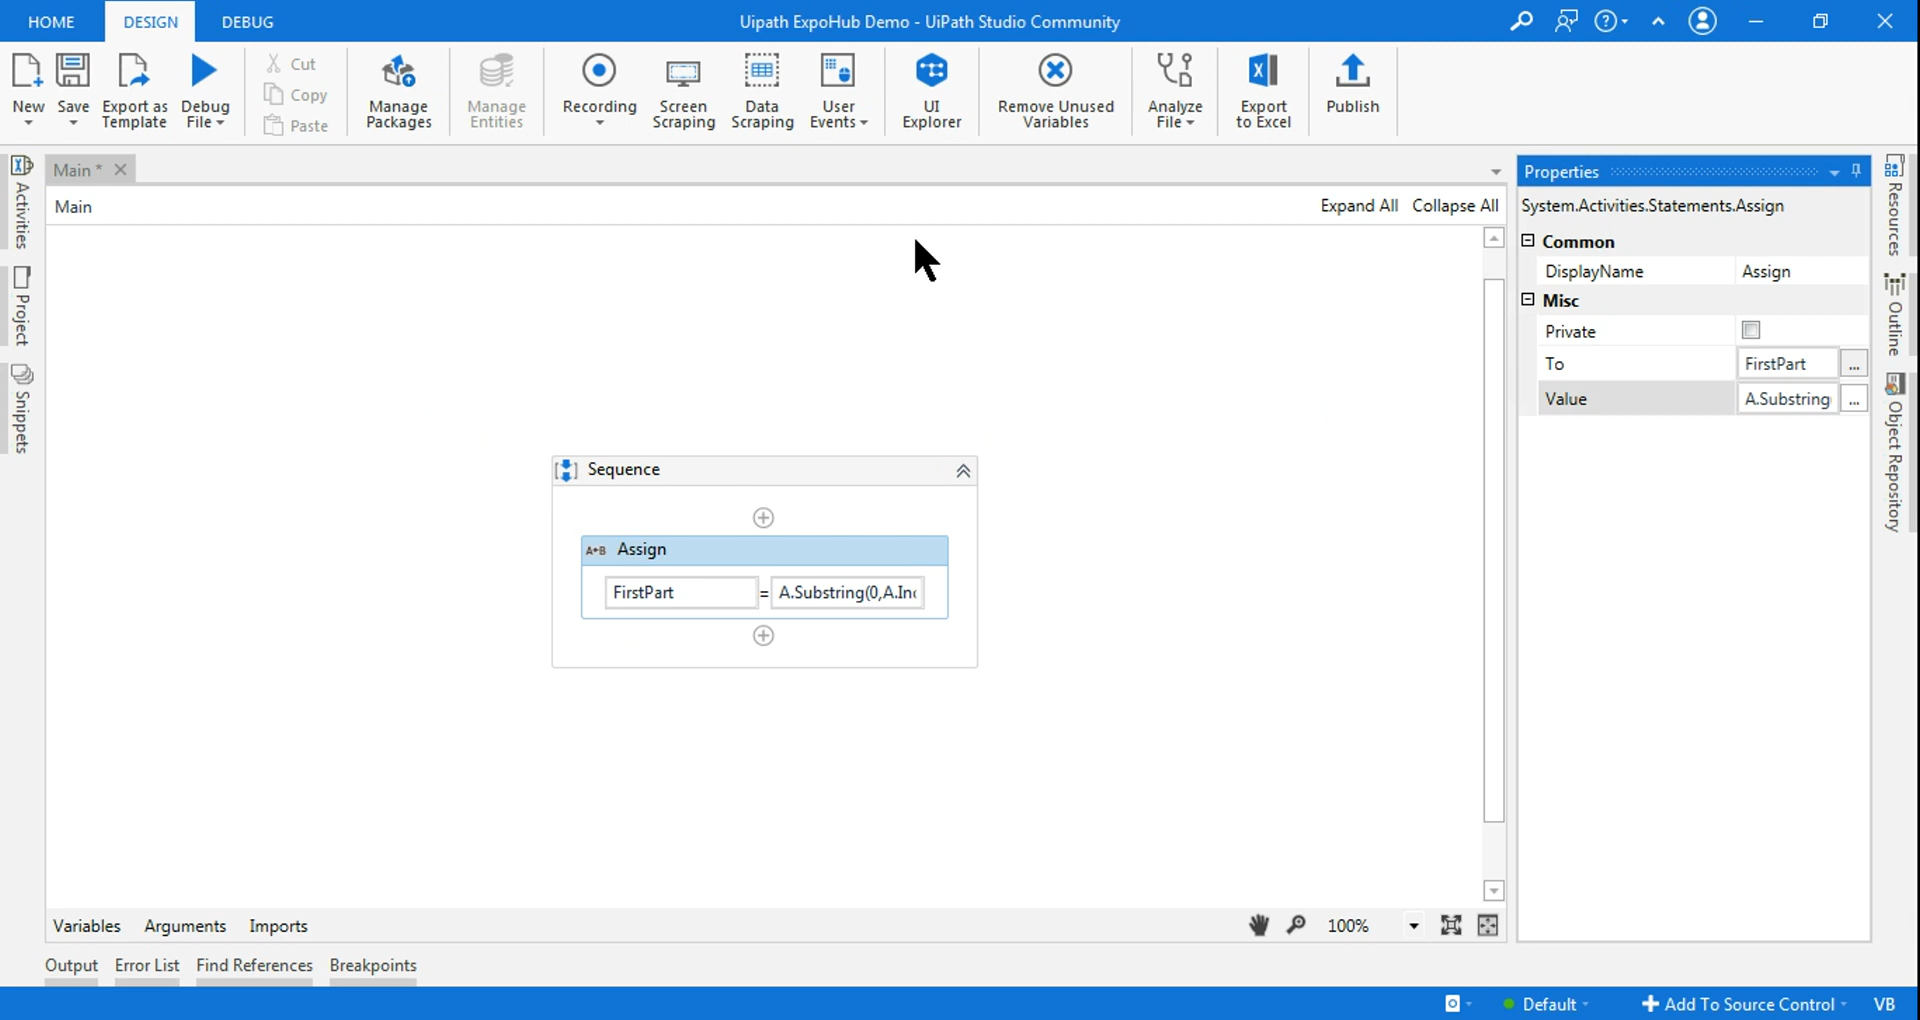 HOME DESIGN DEBUG Uipath ExpoHub Demo - UiPath Studio Community
New Save Export as Template Debug File Cut Copy Paste Manage Packages Manage Entities Recording Screen Scraping Data Scraping User Events UI Explorer Remove Unused Variables Analyze File Export to Excel Publish
Activities
Project
Snippets
Main *
Main Expand All Collapse All
Sequence
A+B Assign
FirstPart = A.Substring(0,A.In
Variables Arguments Imports 100%
Output Error List Find References Breakpoints
Properties
System.Activities.Statements.Assign
Common
DisplayName Assign
Misc
Private
To FirstPart ...
Value A.Substring ...
Resources
Outline
Object Repository
Default Add To Source Control VB